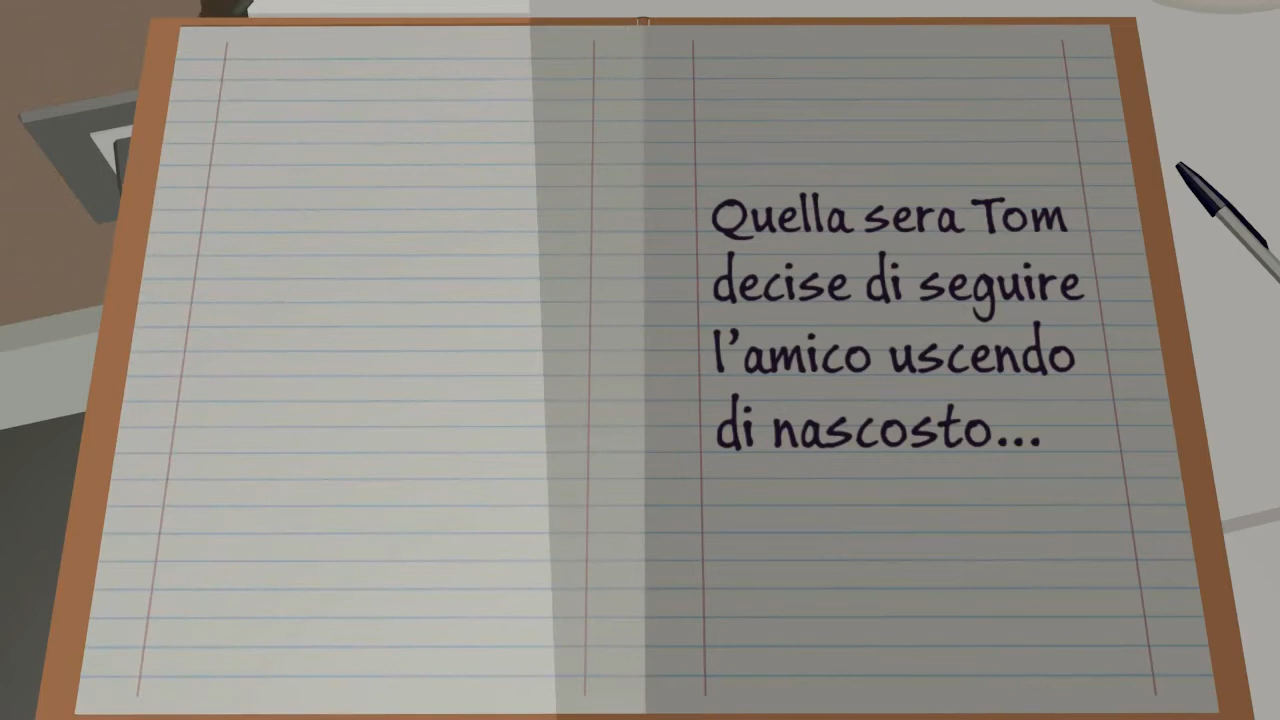 Quella sera Tom
decise di seguire
l'amico uscendo
di nascosto...